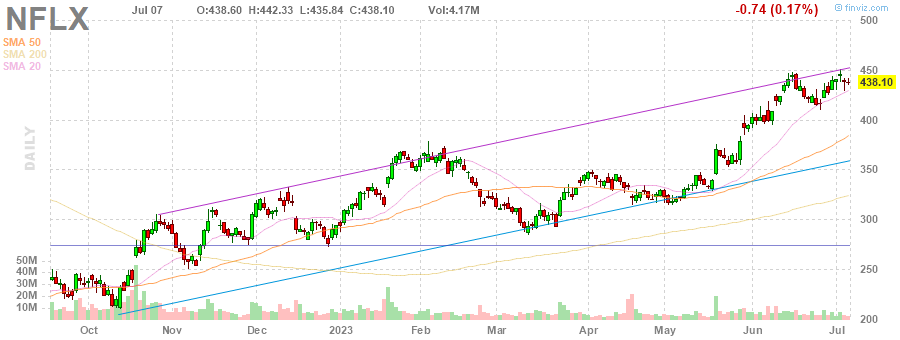 NFLX Jul 07 O:438.60 H:442.33 L:435.84 C:438.10 Vol:4.17M -0.74 (0.17%) finviz.com
SMA 50
SMA 200
SMA 20
DAILY
500
450
438.10
400
350
300
250
200
50M
40M
30M
20M
10M
Oct Nov Dec 2023 Feb Mar Apr May Jun Jul